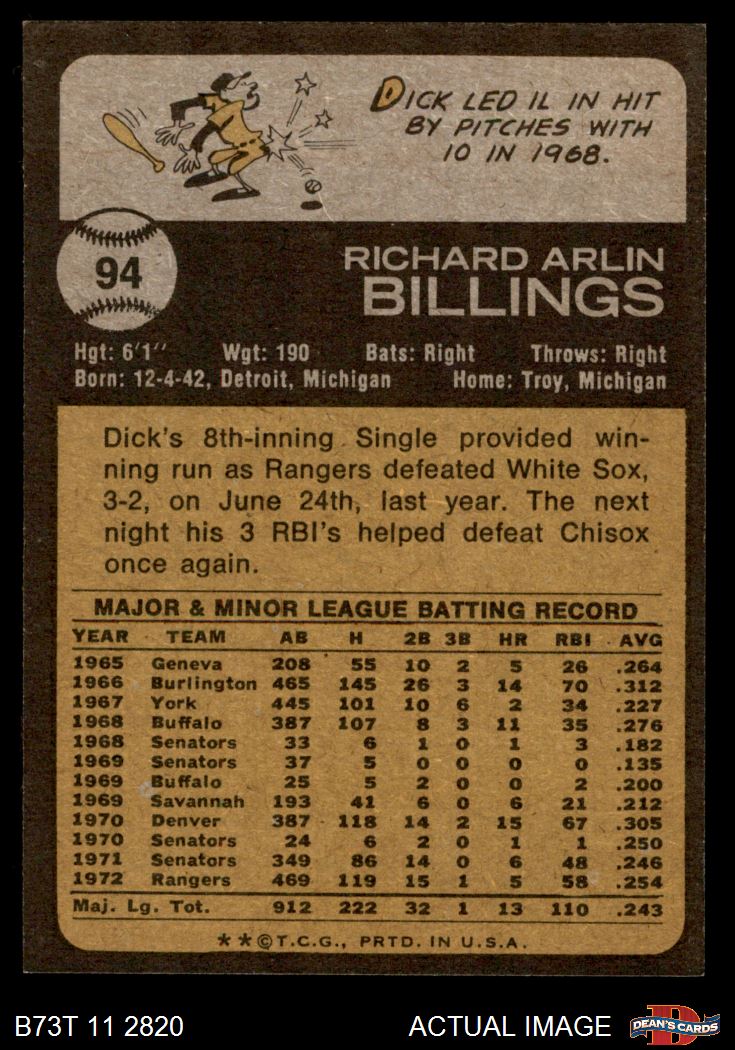 DICK LED IL IN HIT
BY PITCHES WITH
10 IN 1968.
94
RICHARD ARLIN
BILLINGS
Hgt: 6'1" Wgt: 190 Bats: Right Throws: Right
Born: 12-4-42, Detroit, Michigan Home: Troy, Michigan
Dick's 8th-inning Single provided win-
ning run as Rangers defeated White Sox,
3-2, on June 24th, last year. The next
night his 3 RBI's helped defeat Chisox
once again.
MAJOR & MINOR LEAGUE BATTING RECORD
YEAR TEAM AB H 2B 3B HR RBI AVG
1965 Geneva 208 55 10 2 5 26 .264
1966 Burlington 465 145 26 3 14 70 .312
1967 York 445 101 10 6 2 34 .227
1968 Buffalo 387 107 8 3 11 35 .276
1968 Senators 33 6 1 0 1 3 .182
1969 Senators 37 5 0 0 0 0 .135
1969 Buffalo 25 5 2 0 0 2 .200
1969 Savannah 193 41 6 0 6 21 .212
1970 Denver 387 118 14 2 15 67 .305
1970 Senators 24 6 2 0 1 1 .250
1971 Senators 349 86 14 0 6 48 .246
1972 Rangers 469 119 15 1 5 58 .254
Maj. Lg. Tot. 912 222 32 1 13 110 .243
**©T.C.G., PRTD. IN U.S.A.
B73T 11 2820 ACTUAL IMAGE
D
DEAN'S CARDS